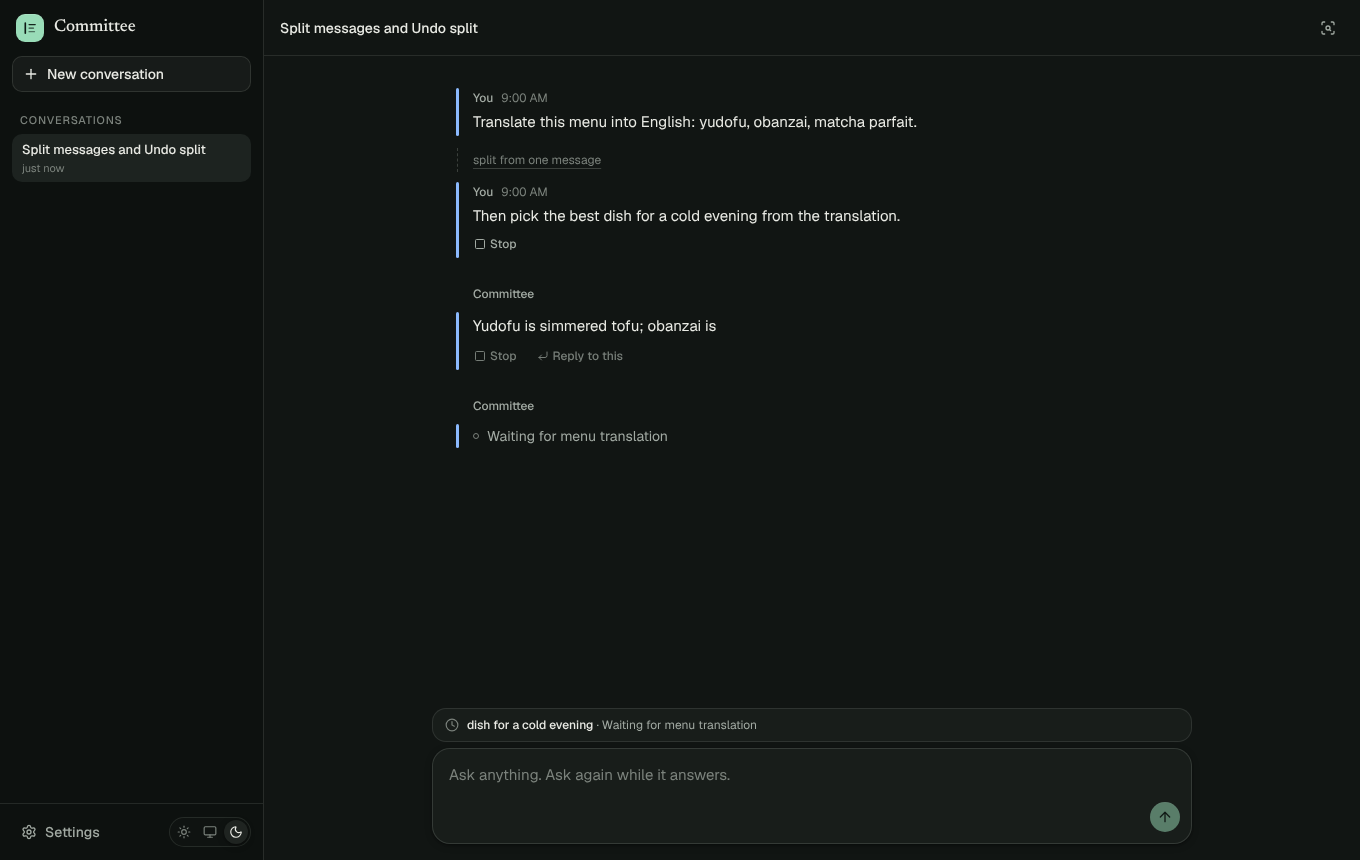 Committee
New conversation
CONVERSATIONS
Split messages and Undo split
just now
Settings
Split messages and Undo split
You 9:00 AM
Translate this menu into English: yudofu, obanzai, matcha parfait.
split from one message
You 9:00 AM
Then pick the best dish for a cold evening from the translation.
Stop
Committee
Yudofu is simmered tofu; obanzai is
Stop Reply to this
Committee
Waiting for menu translation
dish for a cold evening · Waiting for menu translation
Ask anything. Ask again while it answers.